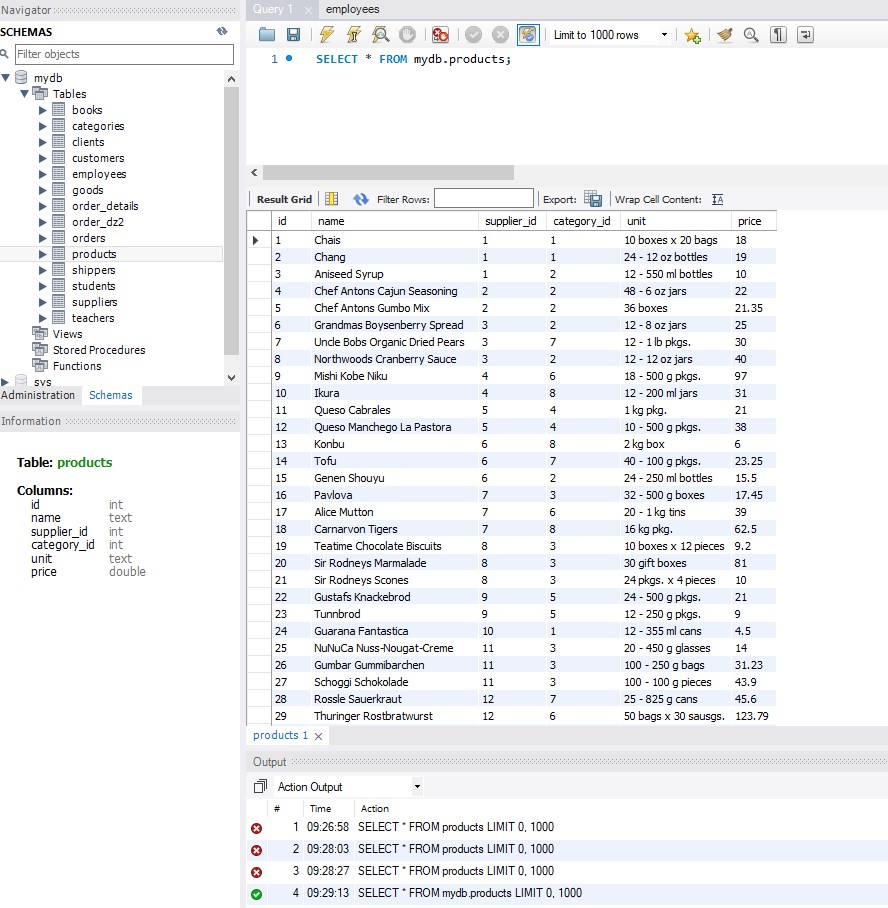 Navigator
SCHEMAS
Filter objects
mydb
Tables
books
categories
clients
customers
employees
goods
order_details
order_dz2
orders
products
shippers
students
suppliers
teachers
Views
Stored Procedures
Functions
sys
Administration Schemas
Information
Table: products
Columns:
id int
name text
supplier_id int
category_id int
unit text
price double
Query 1 employees
Limit to 1000 rows
1 SELECT * FROM mydb.products;
Result Grid Filter Rows: Export: Wrap Cell Content: IA
id name supplier_id category_id unit price
1 Chais 1 1 10 boxes x 20 bags 18
2 Chang 1 1 24 - 12 oz bottles 19
3 Aniseed Syrup 1 2 12 - 550 ml bottles 10
4 Chef Antons Cajun Seasoning 2 2 48 - 6 oz jars 22
5 Chef Antons Gumbo Mix 2 2 36 boxes 21.35
6 Grandmas Boysenberry Spread 3 2 12 - 8 oz jars 25
7 Uncle Bobs Organic Dried Pears 3 7 12 - 1 lb pkgs. 30
8 Northwoods Cranberry Sauce 3 2 12 - 12 oz jars 40
9 Mishi Kobe Niku 4 6 18 - 500 g pkgs. 97
10 Ikura 4 8 12 - 200 ml jars 31
11 Queso Cabrales 5 4 1 kg pkg. 21
12 Queso Manchego La Pastora 5 4 10 - 500 g pkgs. 38
13 Konbu 6 8 2 kg box 6
14 Tofu 6 7 40 - 100 g pkgs. 23.25
15 Genen Shouyu 6 2 24 - 250 ml bottles 15.5
16 Pavlova 7 3 32 - 500 g boxes 17.45
17 Alice Mutton 7 6 20 - 1 kg tins 39
18 Carnarvon Tigers 7 8 16 kg pkg. 62.5
19 Teatime Chocolate Biscuits 8 3 10 boxes x 12 pieces 9.2
20 Sir Rodneys Marmalade 8 3 30 gift boxes 81
21 Sir Rodneys Scones 8 3 24 pkgs. x 4 pieces 10
22 Gustafs Knackebrod 9 5 24 - 500 g pkgs. 21
23 Tunnbrod 9 5 12 - 250 g pkgs. 9
24 Guarana Fantastica 10 1 12 - 355 ml cans 4.5
25 NuNuCa Nuss-Nougat-Creme 11 3 20 - 450 g glasses 14
26 Gumbar Gummibarchen 11 3 100 - 250 g bags 31.23
27 Schoggi Schokolade 11 3 100 - 100 g pieces 43.9
28 Rossle Sauerkraut 12 7 25 - 825 g cans 45.6
29 Thuringer Rostbratwurst 12 6 50 bags x 30 sausgs. 123.79
products 1
Output
Action Output
# Time Action
1 09:26:58 SELECT * FROM products LIMIT 0, 1000
2 09:28:03 SELECT * FROM products LIMIT 0, 1000
3 09:28:27 SELECT * FROM products LIMIT 0, 1000
4 09:29:13 SELECT * FROM mydb.products LIMIT 0, 1000